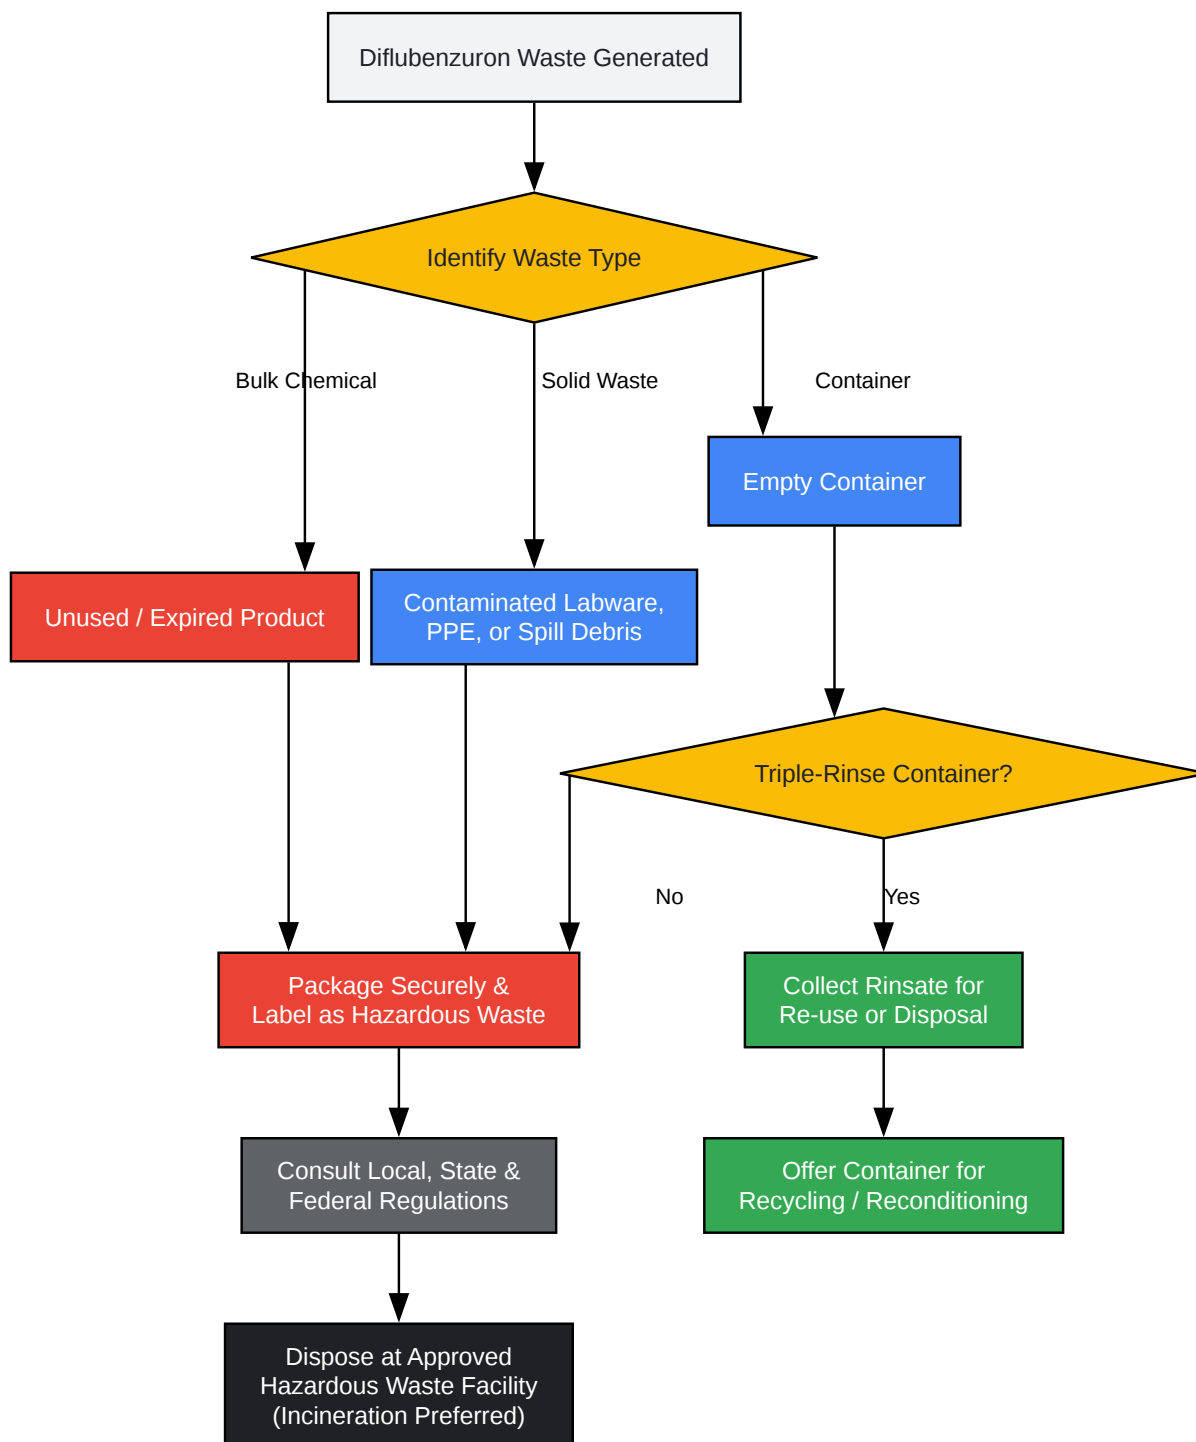 Diflubenzuron Waste Generated
Identify Waste Type
Bulk Chemical
Solid Waste
Container
Empty Container
Unused / Expired Product
Contaminated Labware,
PPE, or Spill Debris
Triple-Rinse Container?
No
Yes
Package Securely &
Label as Hazardous Waste
Collect Rinsate for
Re-use or Disposal
Consult Local, State &
Federal Regulations
Offer Container for
Recycling / Reconditioning
Dispose at Approved
Hazardous Waste Facility
(Incineration Preferred)